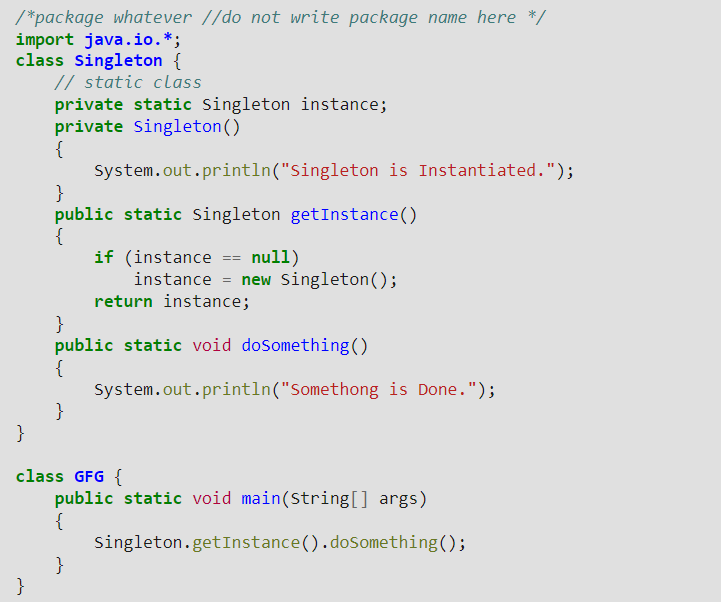 /*package whatever //do not write package name here */
import java.io.*;
class Singleton {
    // static class
    private static Singleton instance;
    private Singleton()
    {
        System.out.println("Singleton is Instantiated.");
    }
    public static Singleton getInstance()
    {
        if (instance == null)
            instance = new Singleton();
        return instance;
    }
    public static void doSomething()
    {
        System.out.println("Somethong is Done.");
    }
}

class GFG {
    public static void main(String[] args)
    {
        Singleton.getInstance().doSomething();
    }
}